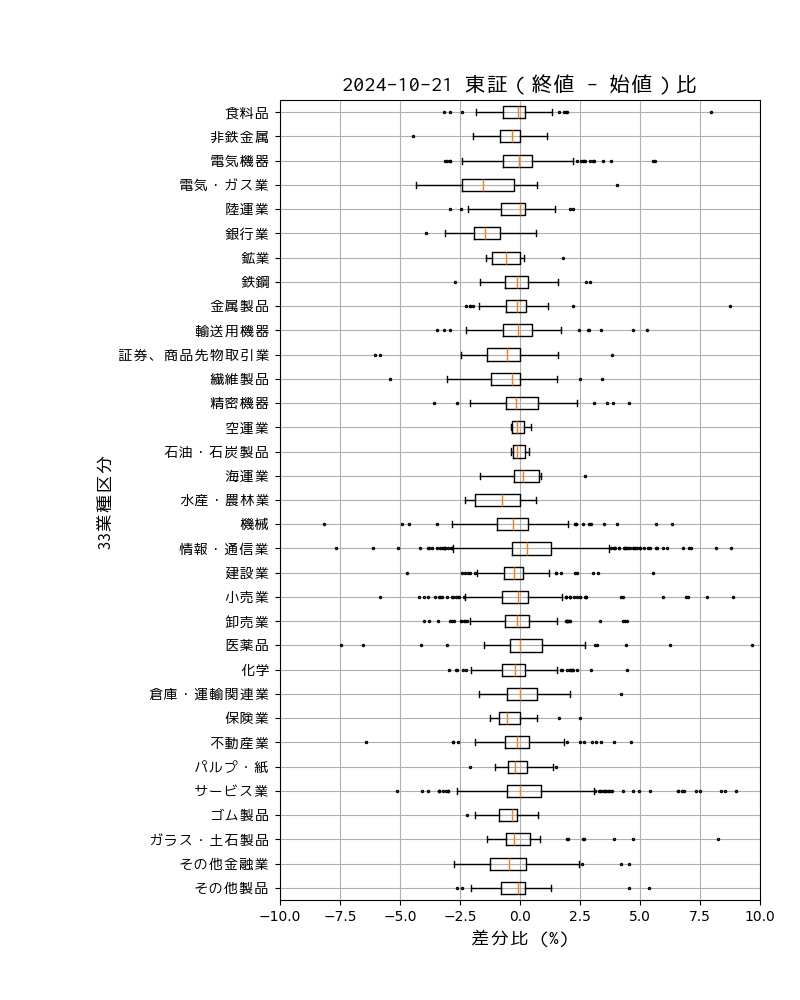 2024-10-21 東証 ( 終値 - 始値 ) 比
食料品
非鉄金属
電気機器
電気・ガス業
陸運業
銀行業
鉱業
鉄鋼
金属製品
輸送用機器
証券、商品先物取引業
繊維製品
精密機器
空運業
石油・石炭製品
海運業
水産・農林業
機械
情報・通信業
建設業
小売業
卸売業
医薬品
化学
倉庫・運輸関連業
保険業
不動産業
パルプ・紙
サービス業
ゴム製品
ガラス・土石製品
その他金融業
その他製品
33業種区分
−10.0 −7.5 −5.0 −2.5 0.0 2.5 5.0 7.5 10.0
差分比 (%)